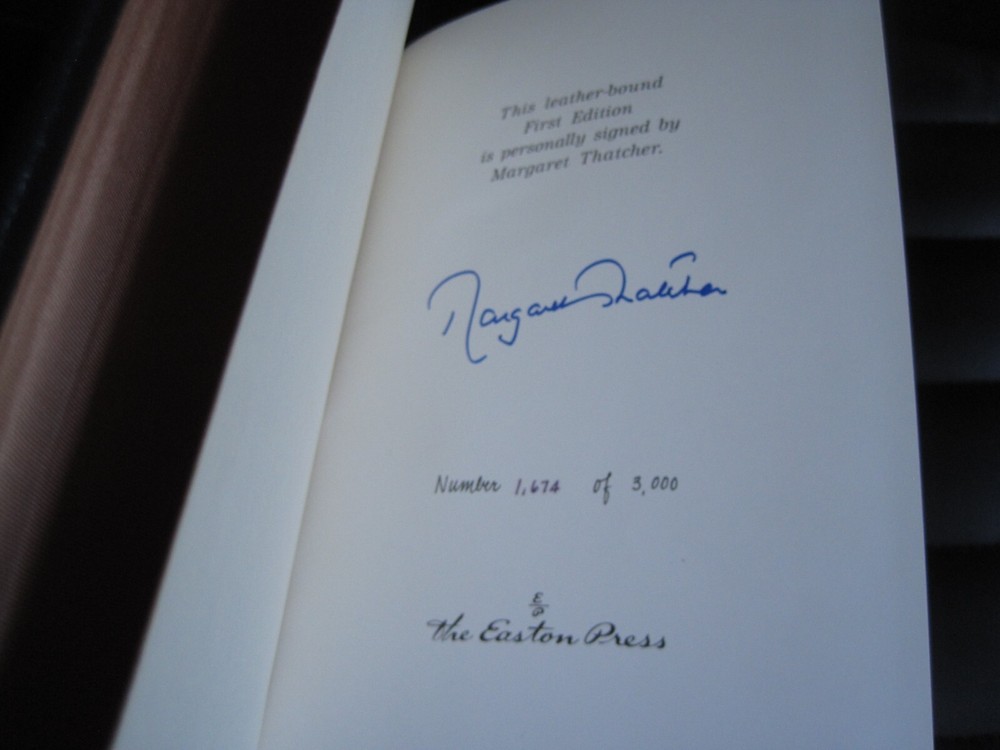 This leather-bound
First Edition
is personally signed by
Margaret Thatcher.
Margaret Thatcher
Number 1,674 of 3,000
E
P
the Easton Press